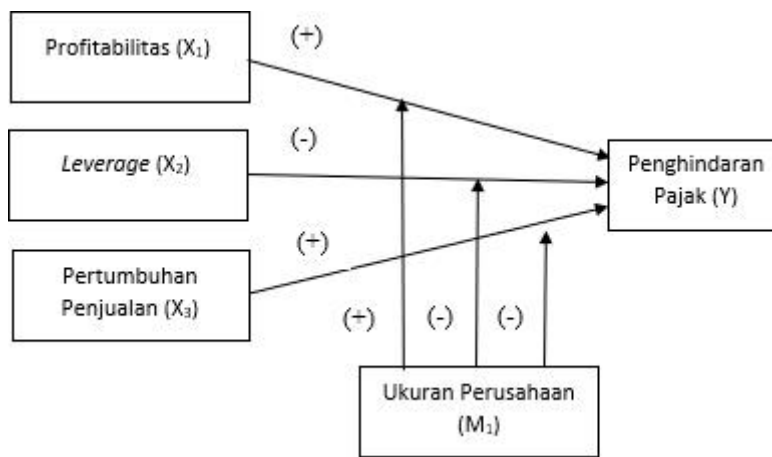 Profitabilitas (X₁)
(+)
Leverage (X₂)
(-)
Penghindaran
Pajak (Y)
Pertumbuhan
Penjualan (X₃)
(+)
(+)
(-)
(-)
Ukuran Perusahaan
(M₁)